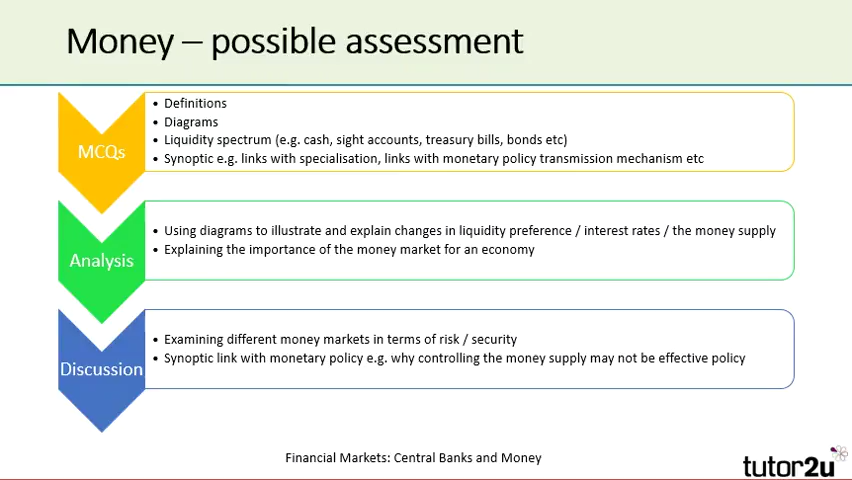 Money – possible assessment
MCQs
• Definitions
• Diagrams
• Liquidity spectrum (e.g. cash, sight accounts, treasury bills, bonds etc)
• Synoptic e.g. links with specialisation, links with monetary policy transmission mechanism etc
Analysis
• Using diagrams to illustrate and explain changes in liquidity preference / interest rates / the money supply
• Explaining the importance of the money market for an economy
Discussion
• Examining different money markets in terms of risk / security
• Synoptic link with monetary policy e.g. why controlling the money supply may not be effective policy
Financial Markets: Central Banks and Money
tutor2u